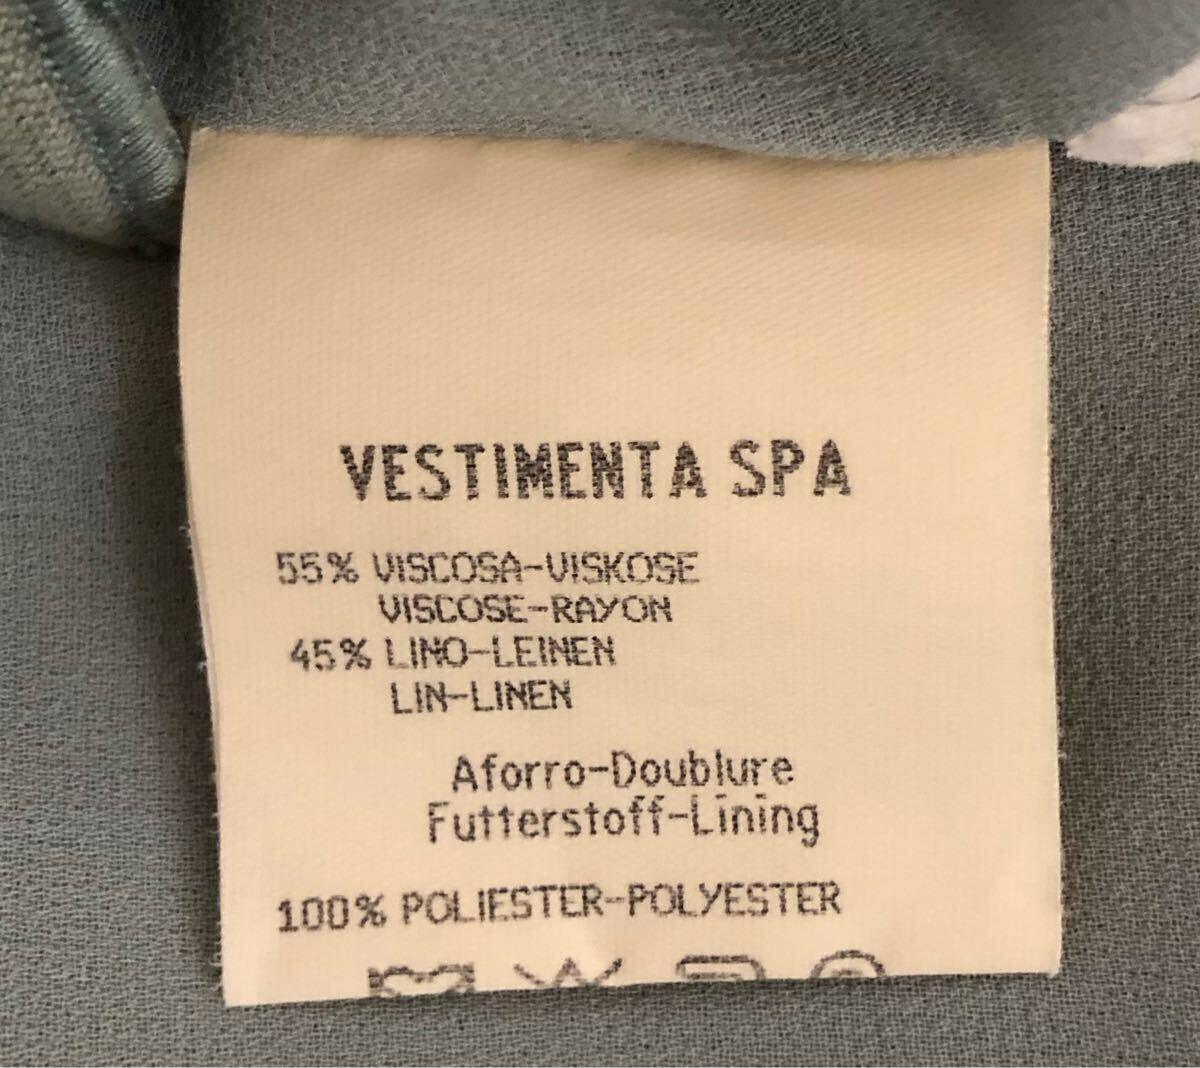 VESTIMENTA SPA
55% VISCOSA-VISKOSE
VISCOSE-RAYON
45% LINO-LEINEN
LIN-LINEN
Aforro-Doublure
Futterstoff-Lining
100% POLIESTER-POLYESTER